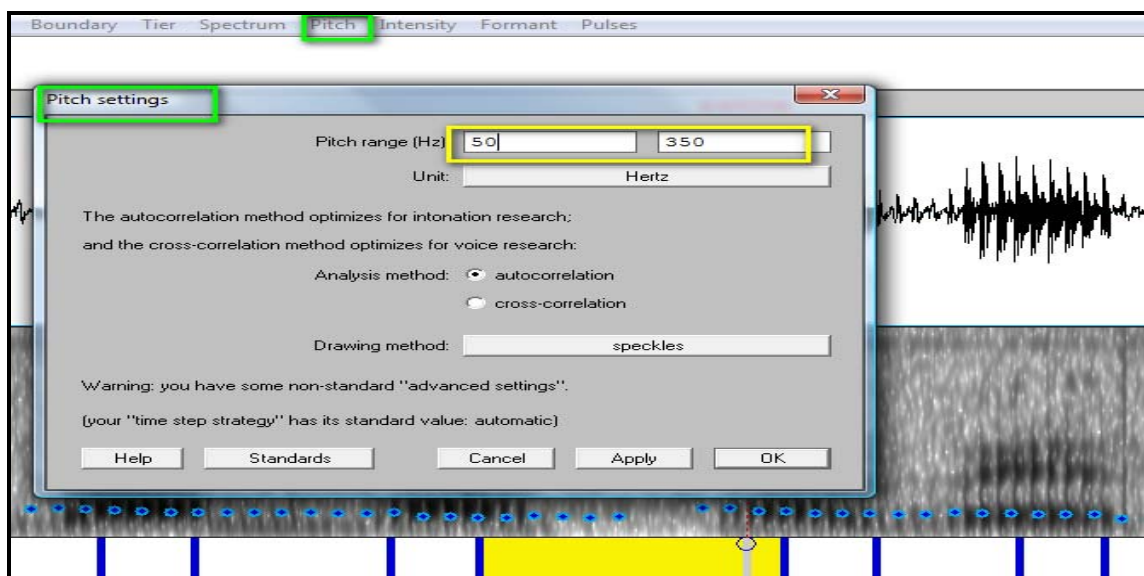 Boundary Tier Spectrum Pitch Intensity Formant Pulses
Pitch settings
Pitch range (Hz) 50 350
Unit: Hertz
The autocorrelation method optimizes for intonation research;
and the cross-correlation method optimizes for voice research:
Analysis method: autocorrelation
cross-correlation
Drawing method: speckles
Warning: you have some non-standard "advanced settings".
(your "time step strategy" has its standard value: automatic)
Help Standards Cancel Apply OK